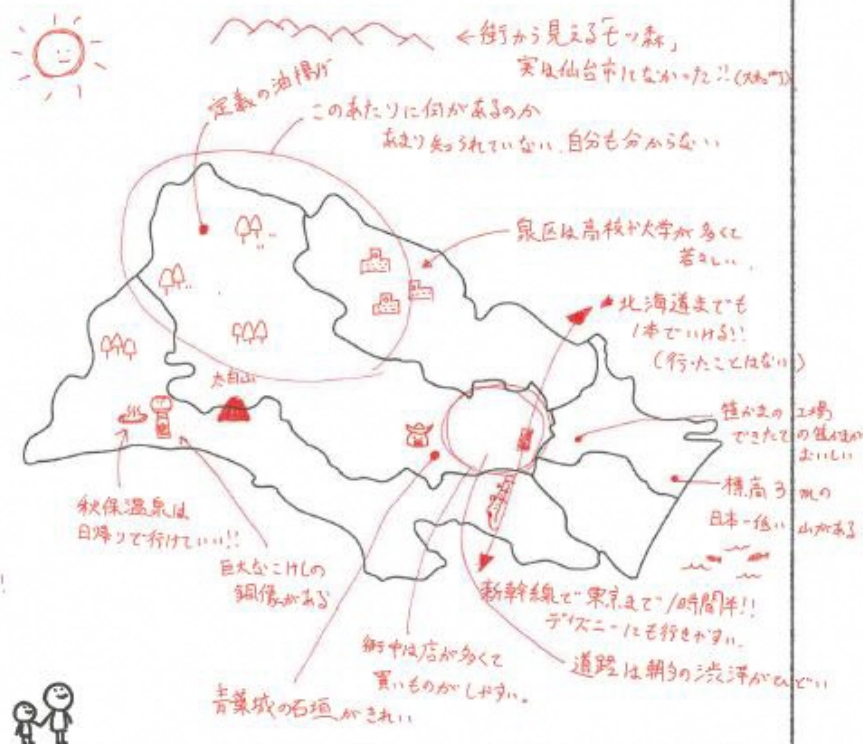 ←街から見える「七ツ森」
実は仙台市じゃなかった!!(大和町)
定義の油揚げ
このあたりに何があるのか
あまり知られていない、自分も分からない
泉区は高校や大学が多くて
若々しい、
北海道までも
1本でいける!!
(行ったことはない)
太白山
笹かまの工場
できたての笹かまが
おいしい
標高3mの
日本一低い山がある
秋保温泉は
日帰りで行けていい!!
巨大なこけしの
銅像がある
新幹線で東京まで1時間半!!
ディズニーにも行きやすい、
街中は店が多くて
買いものがしやすい。
道路は朝夕の渋滞がひどい
青葉城の石垣がきれい
!